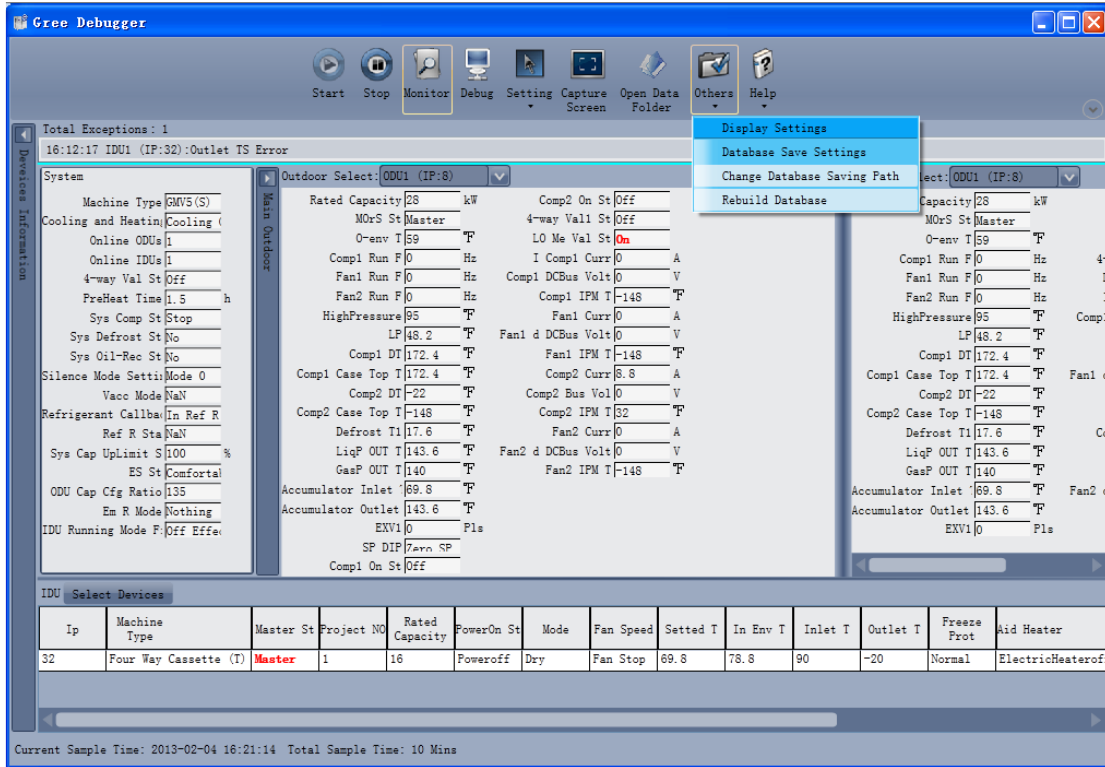 Gree Debugger
Start Stop Monitor Debug Setting Capture Screen Open Data Folder Others Help
Display Settings
Database Save Settings
Change Database Saving Path
Rebuild Database
Total Exceptions: 1
16:12:17 IDU1 (IP:32):Outlet TS Error
Deveices Information
System
Machine Type GMV5(S)
Cooling and Heatin Cooling (
Online ODUs 1
Online IDUs 1
4-way Val St Off
PreHeat Time 1.5 h
Sys Comp St Stop
Sys Defrost St No
Sys Oil-Rec St No
Silence Mode Setti Mode 0
Vacc Mode NaN
Refrigerant Callba In Ref R
Ref R Sta NaN
Sys Cap UpLimit S 100 %
ES St Comforta
ODU Cap Cfg Ratio 135
Em R Mode Nothing
IDU Running Mode F: Off Effe
Main Outdoor
Outdoor Select: ODU1 (IP:8)
Rated Capacity 28 kW
MOrS St Master
O-env T 59 ℉
Comp1 Run F 0 Hz
Fan1 Run F 0 Hz
Fan2 Run F 0 Hz
HighPressure 95 ℉
LP 48.2 ℉
Comp1 DT 172.4 ℉
Comp1 Case Top T 172.4 ℉
Comp2 DT -22 ℉
Comp2 Case Top T -148 ℉
Defrost T1 17.6 ℉
LiqP OUT T 143.6 ℉
GasP OUT T 140 ℉
Accumulator Inlet 69.8 ℉
Accumulator Outlet 143.6 ℉
EXV1 0 Pls
SP DIP Zero SP
Comp1 On St Off
Comp2 On St Off
4-way Val1 St Off
LO Me Val St On
I Comp1 Curr 0 A
Comp1 DCBus Volt 0 V
Comp1 IPM T -148 ℉
Fan1 Curr 0 A
Fan1 d DCBus Volt 0 V
Fan1 IPM T -148 ℉
Comp2 Curr 8.8 A
Comp2 Bus Vol 0 V
Comp2 IPM T 32 ℉
Fan2 Curr 0 A
Fan2 d DCBus Volt 0 V
Fan2 IPM T -148 ℉
lect: ODU1 (IP:8)
Capacity 28 kW
MOrS St Master
O-env T 59 ℉
Comp1 Run F 0 Hz 4-
Fan1 Run F 0 Hz
Fan2 Run F 0 Hz
HighPressure 95 ℉ Comp
LP 48.2 ℉
Comp1 DT 172.4 ℉
Comp1 Case Top T 172.4 ℉ Fan1 d
Comp2 DT -22 ℉
Comp2 Case Top T -148 ℉
Defrost T1 17.6 ℉ Co
LiqP OUT T 143.6 ℉
GasP OUT T 140 ℉
Accumulator Inlet 69.8 ℉ Fan2 d
Accumulator Outlet 143.6 ℉
EXV1 0 Pls
IDU Select Devices
Ip Machine Type Master St Project NO Rated Capacity PowerOn St Mode Fan Speed Setted T In Env T Inlet T Outlet T Freeze Prot Aid Heater
32 Four Way Cassette (T) Master 1 16 Poweroff Dry Fan Stop 69.8 78.8 90 -20 Normal ElectricHeaterof
Current Sample Time: 2013-02-04 16:21:14 Total Sample Time: 10 Mins